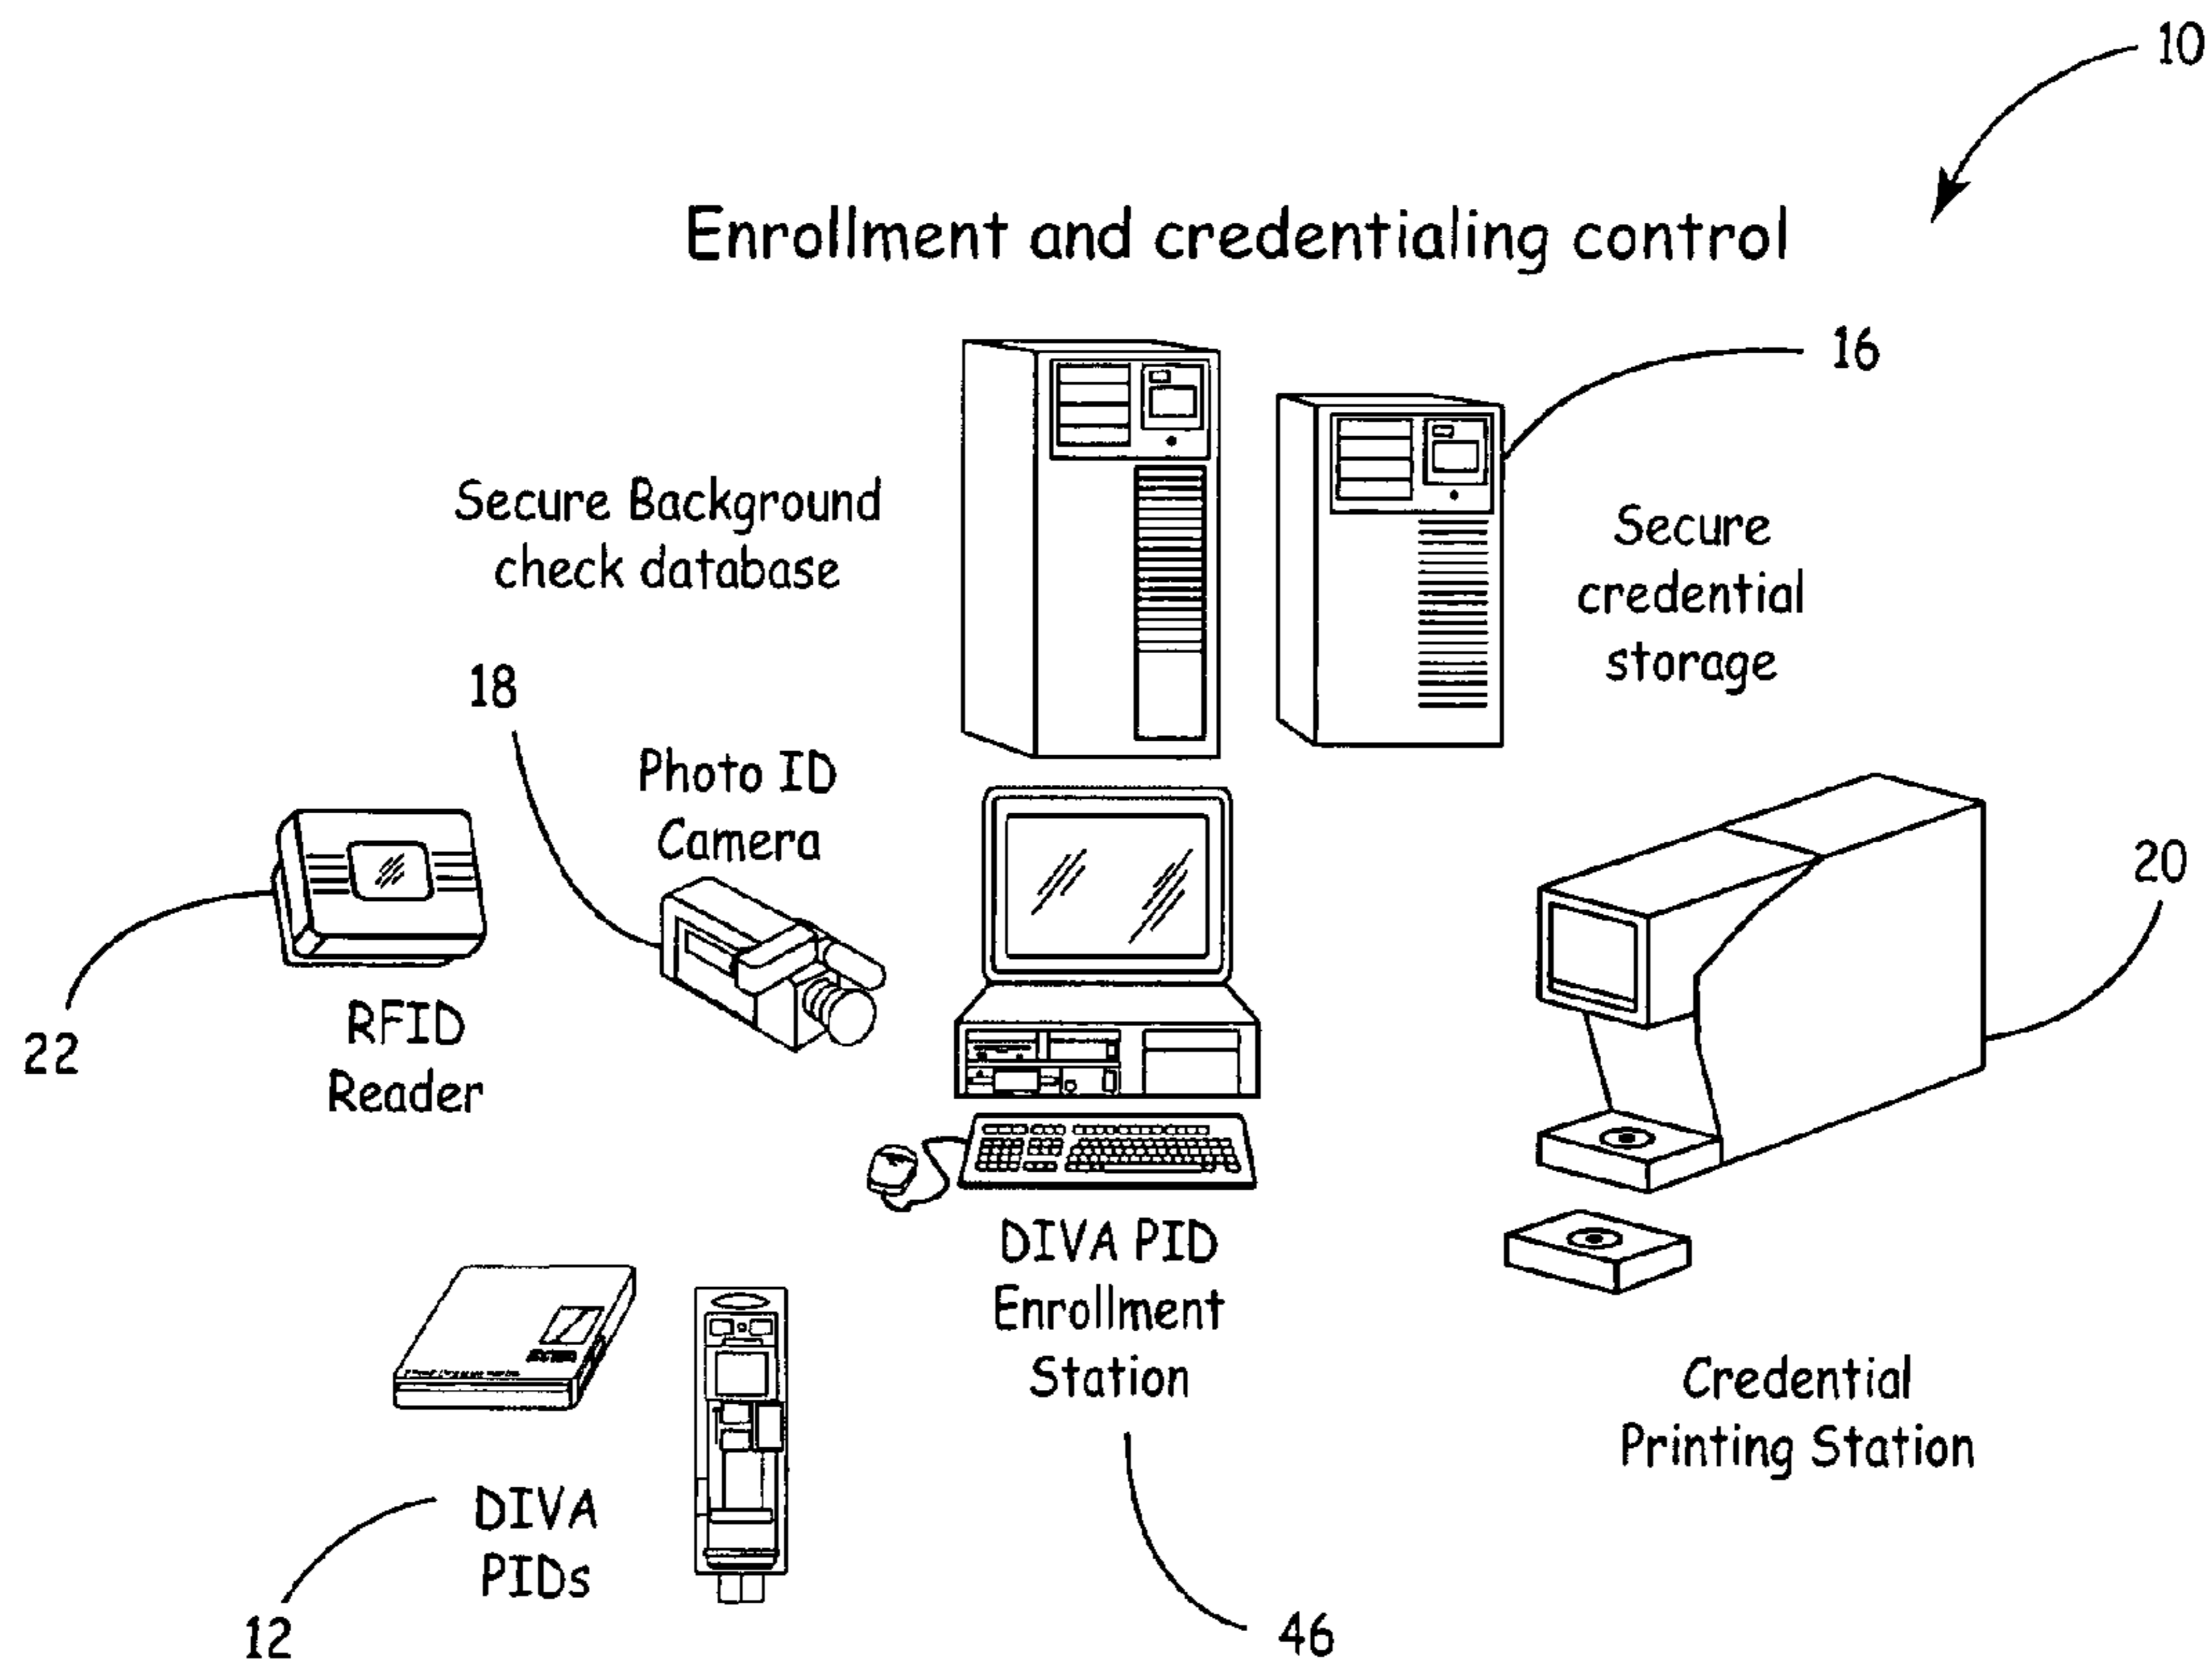 10
Enrollment and credentialing control
16
Secure Background
check database
Secure
credential
storage
18
Photo ID
Camera
20
22
RFID
Reader
DIVA PID
Enrollment
Station
Credential
Printing Station
DIVA
PIDs
12
46